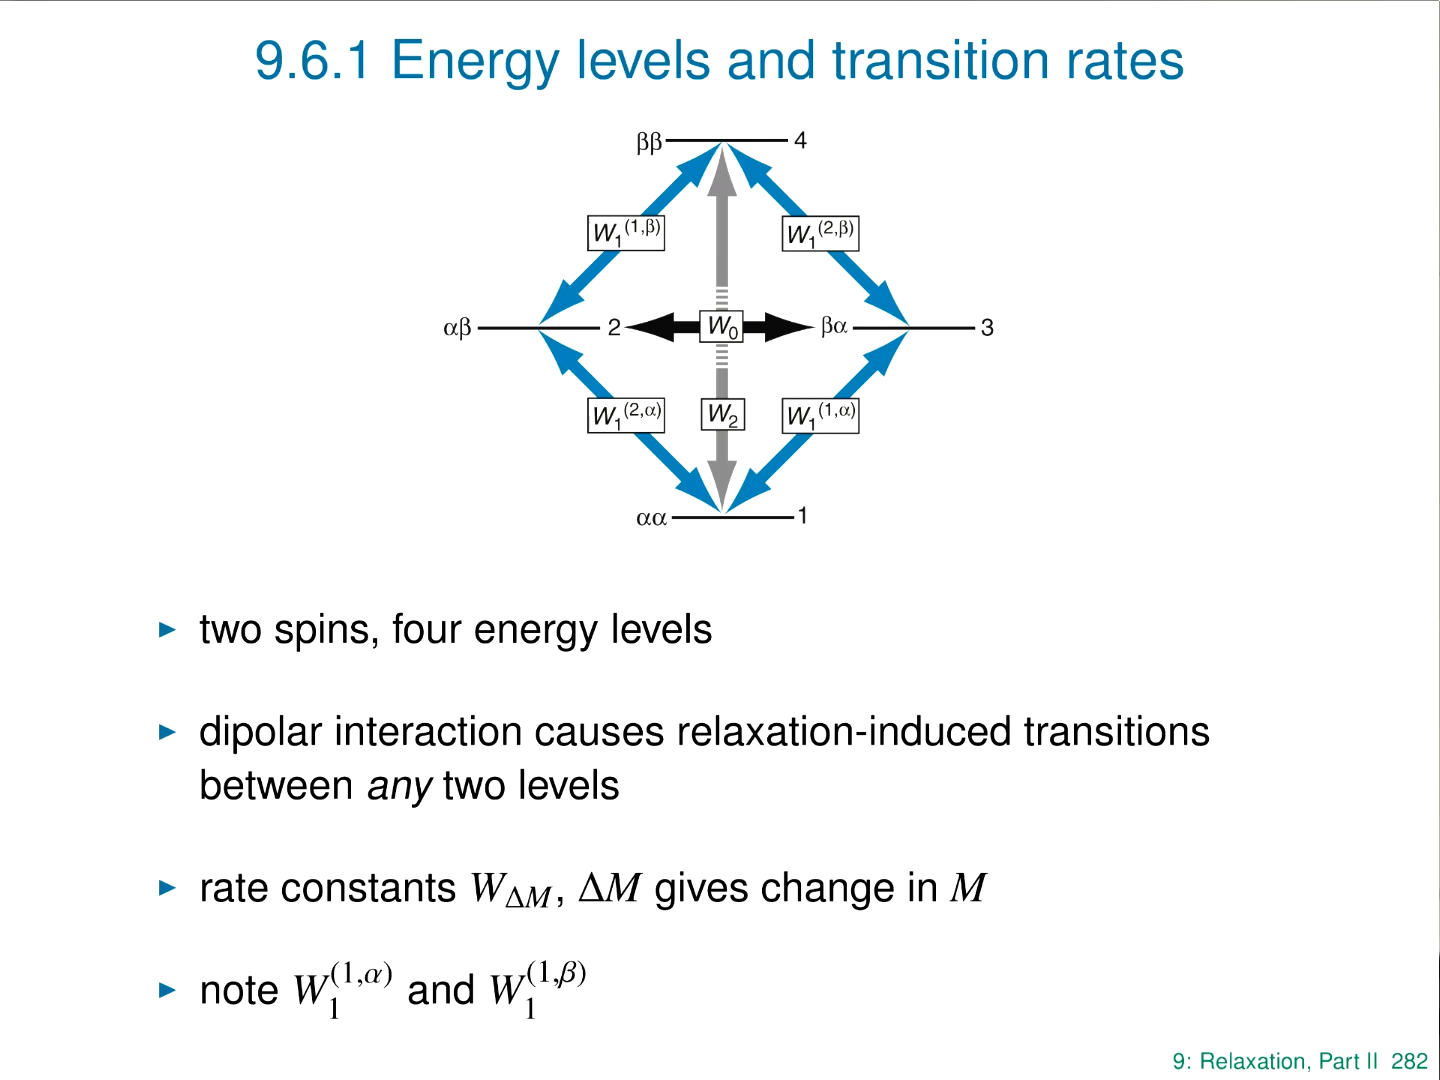 9.6.1 Energy levels and transition rates
ββ 4
W₁⁽¹,ᵝ⁾ W₁⁽²,ᵝ⁾
αβ 2 W₀ βα 3
W₁⁽²,ᵅ⁾ W₂ W₁⁽¹,ᵅ⁾
αα 1
▶ two spins, four energy levels
▶ dipolar interaction causes relaxation-induced transitions
between any two levels
▶ rate constants W_ΔM, ΔM gives change in M
▶ note W₁⁽¹,ᵅ⁾ and W₁⁽¹,ᵝ⁾
9: Relaxation, Part II 282